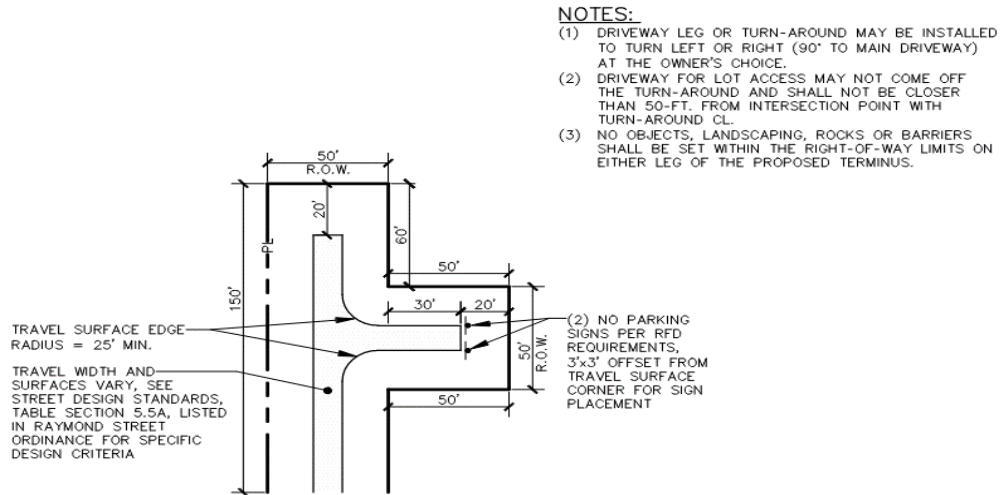 NOTES:
(1) DRIVEWAY LEG OR TURN-AROUND MAY BE INSTALLED
TO TURN LEFT OR RIGHT (90° TO MAIN DRIVEWAY)
AT THE OWNER'S CHOICE.
(2) DRIVEWAY FOR LOT ACCESS MAY NOT COME OFF
THE TURN-AROUND AND SHALL NOT BE CLOSER
THAN 50-FT. FROM INTERSECTION POINT WITH
TURN-AROUND CL.
(3) NO OBJECTS, LANDSCAPING, ROCKS OR BARRIERS
SHALL BE SET WITHIN THE RIGHT-OF-WAY LIMITS ON
EITHER LEG OF THE PROPOSED TERMINUS.
50'
R.O.W.
20'
60'
PL
50'
150'
30'
20'
50'
R.O.W.
50'
TRAVEL SURFACE EDGE
RADIUS = 25' MIN.
TRAVEL WIDTH AND
SURFACES VARY, SEE
STREET DESIGN STANDARDS,
TABLE SECTION 5.5A, LISTED
IN RAYMOND STREET
ORDINANCE FOR SPECIFIC
DESIGN CRITERIA
(2) NO PARKING
SIGNS PER RFD
REQUIREMENTS,
3'x3' OFFSET FROM
TRAVEL SURFACE
CORNER FOR SIGN
PLACEMENT